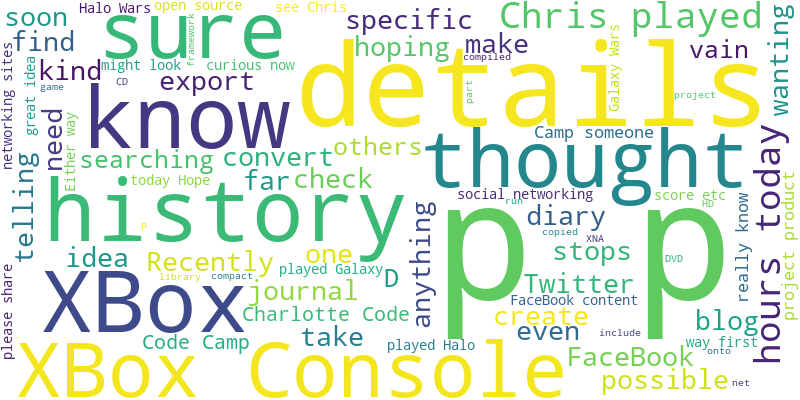 Halo Wars
open source
see Chris
soon
sure
specific
Chris played
find
might look
curious now
framework
hoping
make
vain
kind
CD
export
compiled
details
Galaxy Wars
wanting
networking sites
game
great idea
know
part
project
need
Either way
searching
convert
others
thought
Camp someone
telling
today Hope
far
check
social networking
score etc
history
p
run
p
HD
diary
copied
XNA
anything
stops
DVD
really know
hours today
project product
idea
Recently
one
played Galaxy
D
library
compact
Twitter
please share
XBox
journal
FaceBook content
Charlotte Code
create
blog
Code Camp
take
played Halo
even
include
way first
onto
XBox Console
FaceBook
possible
net
p